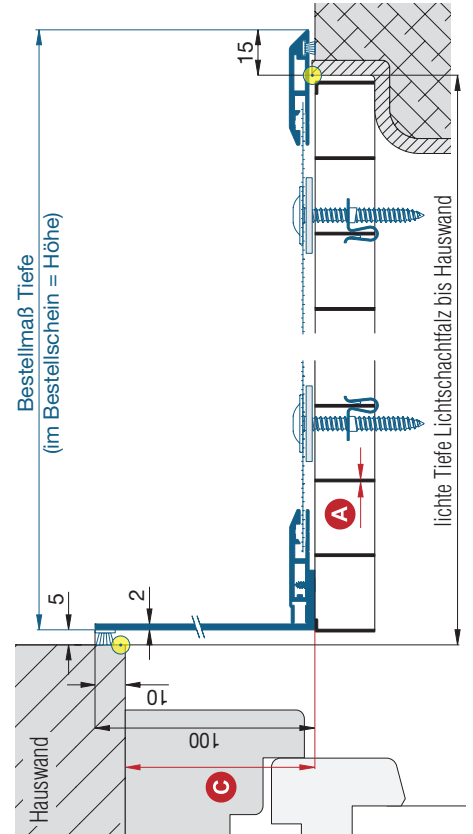 Bestellmaß Tiefe
(im Bestellschein = Höhe)
15
5
2
10
100
Hauswand
A
C
lichte Tiefe Lichtschachtfalz bis Hauswand